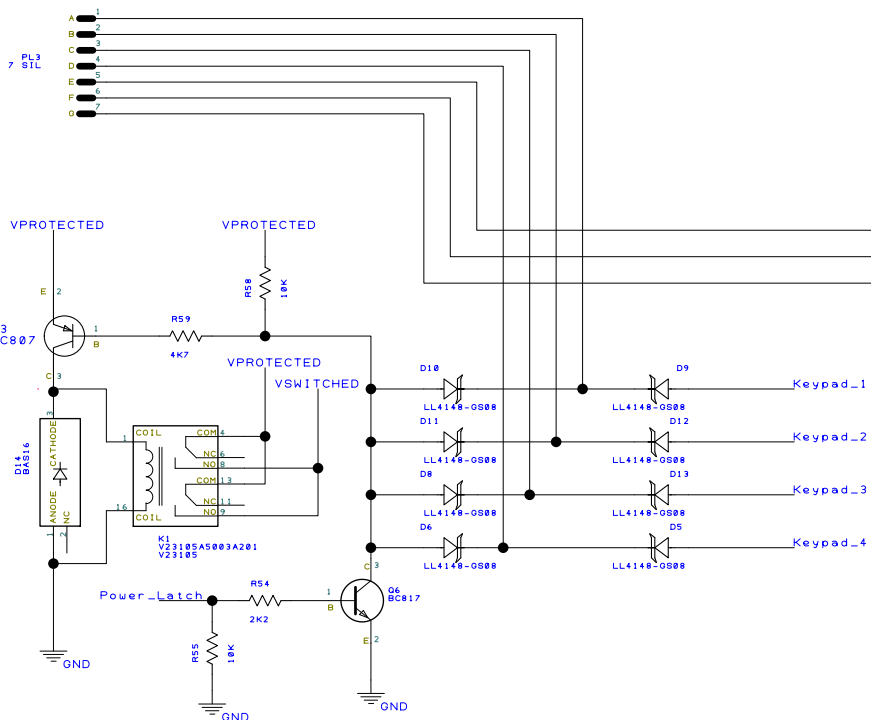 A 1
B 2
PL3 C 3
7 SIL D 4
E 5
F 6
G 7
VPROTECTED VPROTECTED
E 2
R58 10K
3
C807
1
B
R59
4K7
C 3
VPROTECTED
VSWITCHED
D10 D9
Keypad_1
LL4148-GS08 LL4148-GS08
D11 D12
Keypad_2
LL4148-GS08 LL4148-GS08
D8 D13
Keypad_3
LL4148-GS08 LL4148-GS08
D6 D5
Keypad_4
LL4148-GS08 LL4148-GS08
3
CATHODE
D14
BAS16
ANODE
NC
1 2
COIL COM 4
1
NC 6
NO 8
COM 13
NC 11
16
COIL NO 9
K1
V23105A5003A201
V23105
C 3
Power_Latch
R54
2K2
1
B
Q6
BC817
E 2
R55 10K
GND
GND
GND